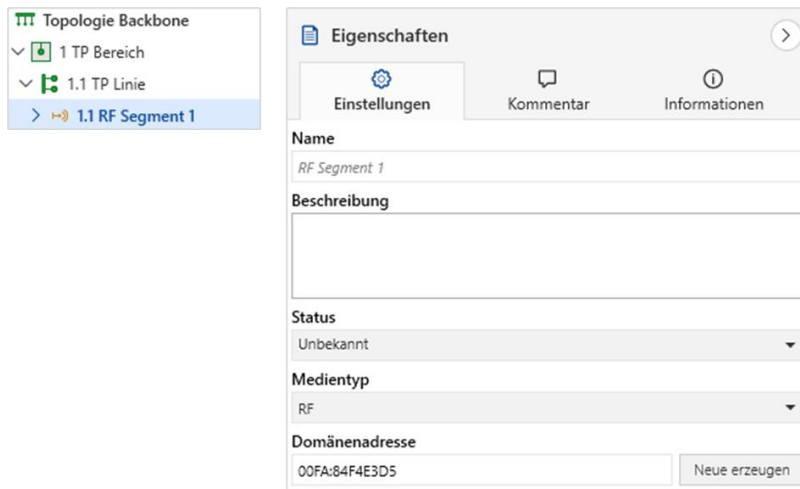 Topologie Backbone
1 TP Bereich
1.1 TP Linie
1.1 RF Segment 1
Eigenschaften
Einstellungen
Kommentar
Informationen
Name
RF Segment 1
Beschreibung
Status
Unbekannt
Medientyp
RF
Domänenadresse
00FA:84F4E3D5
Neue erzeugen